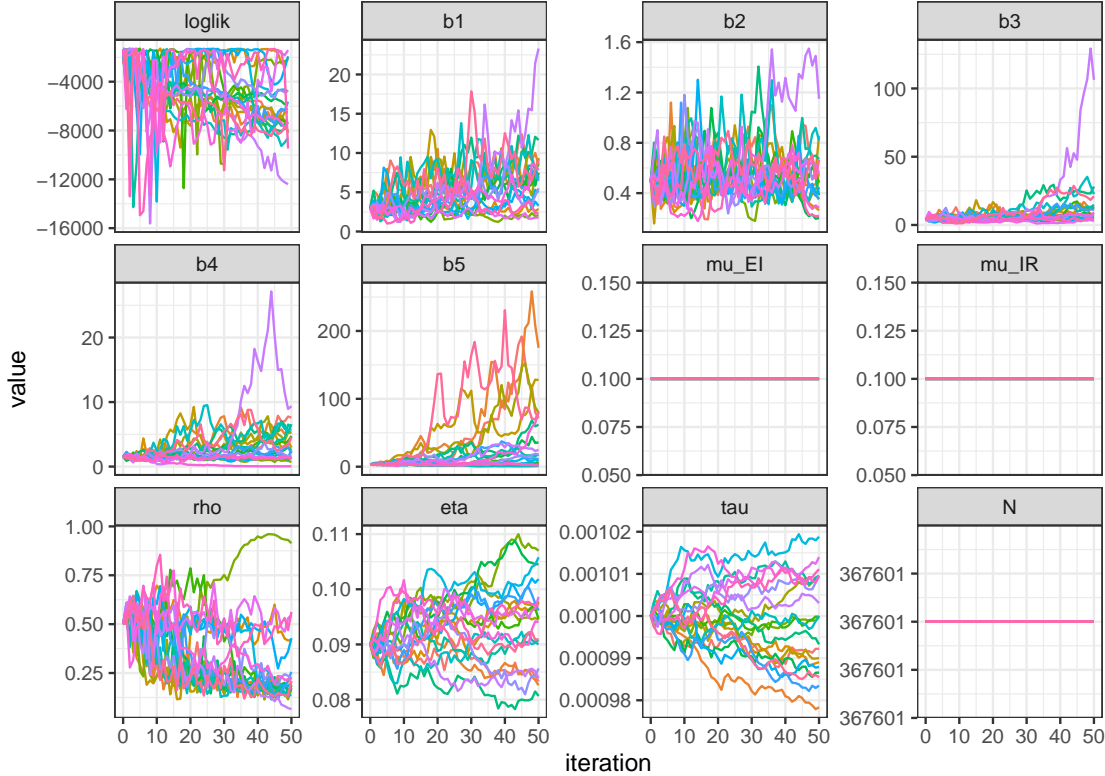 loglik b1 b2 b3
−4000 −8000 −12000 −16000
20 15 10 5 0
1.6 1.2 0.8 0.4
100 50 0
b4 b5 mu_EI mu_IR
20 10 0
200 100 0
0.150 0.125 0.100 0.075 0.050
0.150 0.125 0.100 0.075 0.050
rho eta tau N
1.00 0.75 0.50 0.25
0.11 0.10 0.09 0.08
0.00102 0.00101 0.00100 0.00099 0.00098
367601 367601 367601 367601
0 10 20 30 40 50 0 10 20 30 40 50 0 10 20 30 40 50 0 10 20 30 40 50
value
iteration